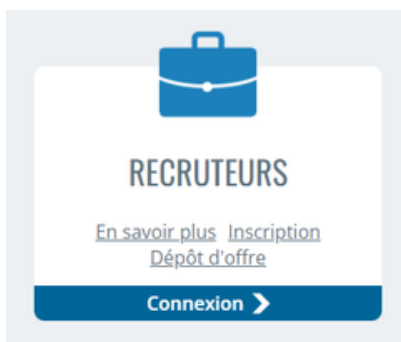 RECRUTEURS
En savoir plus Inscription
Dépôt d'offre
Connexion